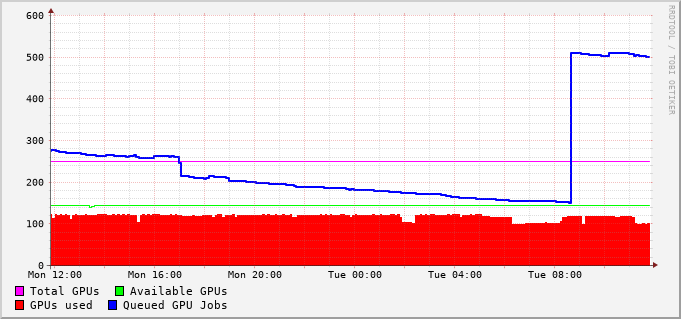 600
500
400
300
200
100
0
Mon 12:00 Mon 16:00 Mon 20:00 Tue 00:00 Tue 04:00 Tue 08:00
Total GPUs Available GPUs
GPUs used Queued GPU Jobs
RRDTOOL / TOBI OETIKER